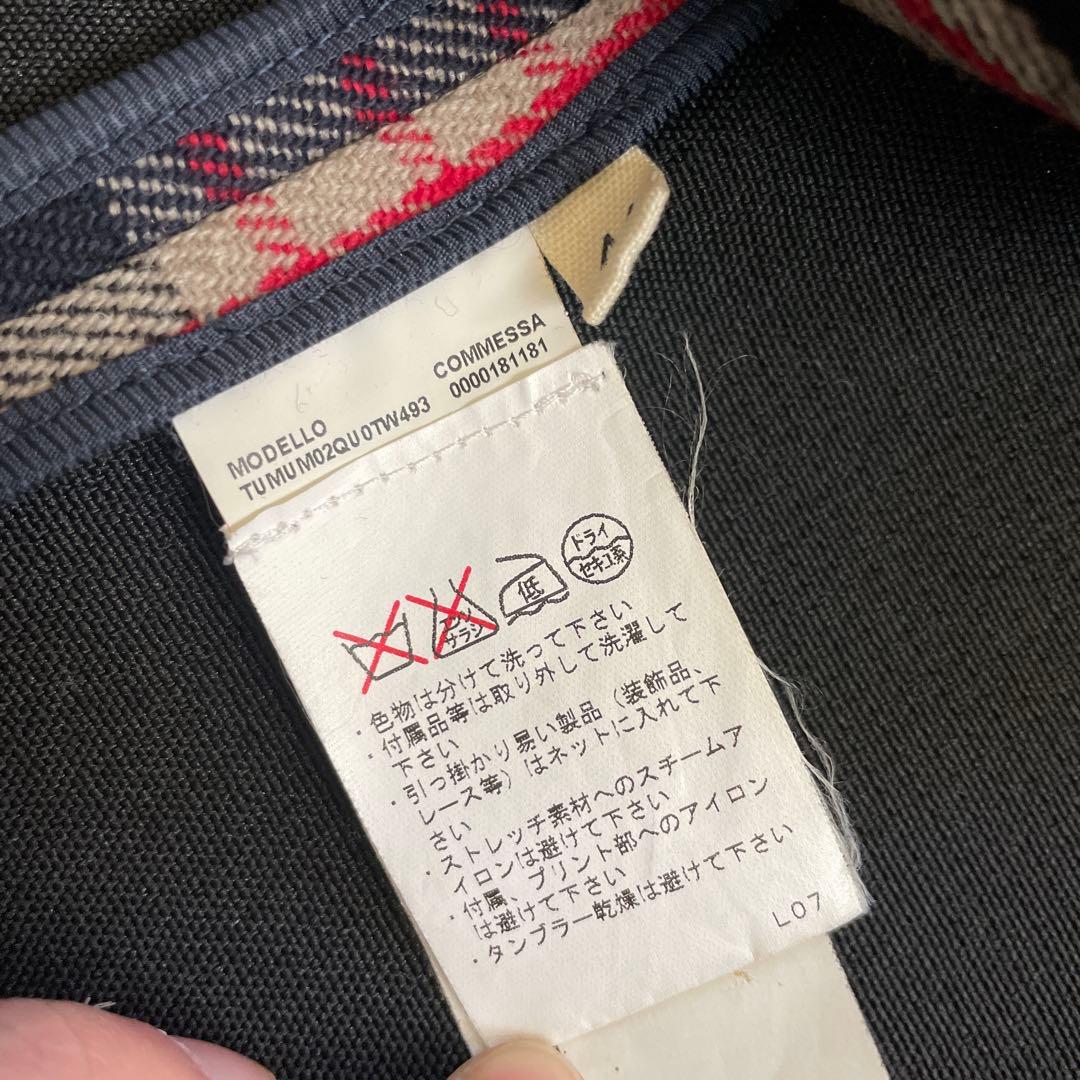 MODELLO COMMESSA
TUMUM02QU0TW493 0000181181
エンソ
サラシ
低
ドライ
セキユ系
・色物は分けて洗って下さい
・付属品等は取り外して洗濯して
下さい
・引っ掛かり易い製品（装飾品、
レース等）はネットに入れて下
さい
・ストレッチ素材へのスチームア
イロンは避けて下さい
・付属、プリント部へのアイロン
は避けて下さい
・タンブラー乾燥は避けて下さい
L07